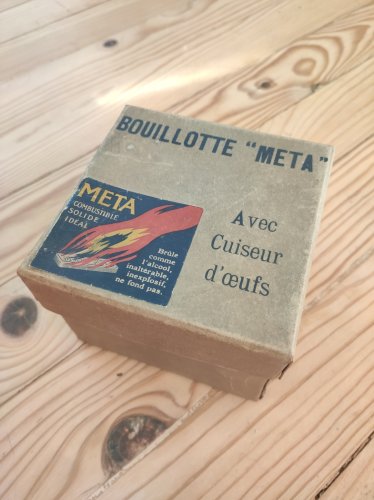 BOUILLOTTE "META"
META
COMBUSTIBLE
SOLIDE
IDÉAL
Brûle
comme
l'alcool,
inaltérable,
inexplosif,
ne fond pas.
Avec
Cuiseur
d'œufs